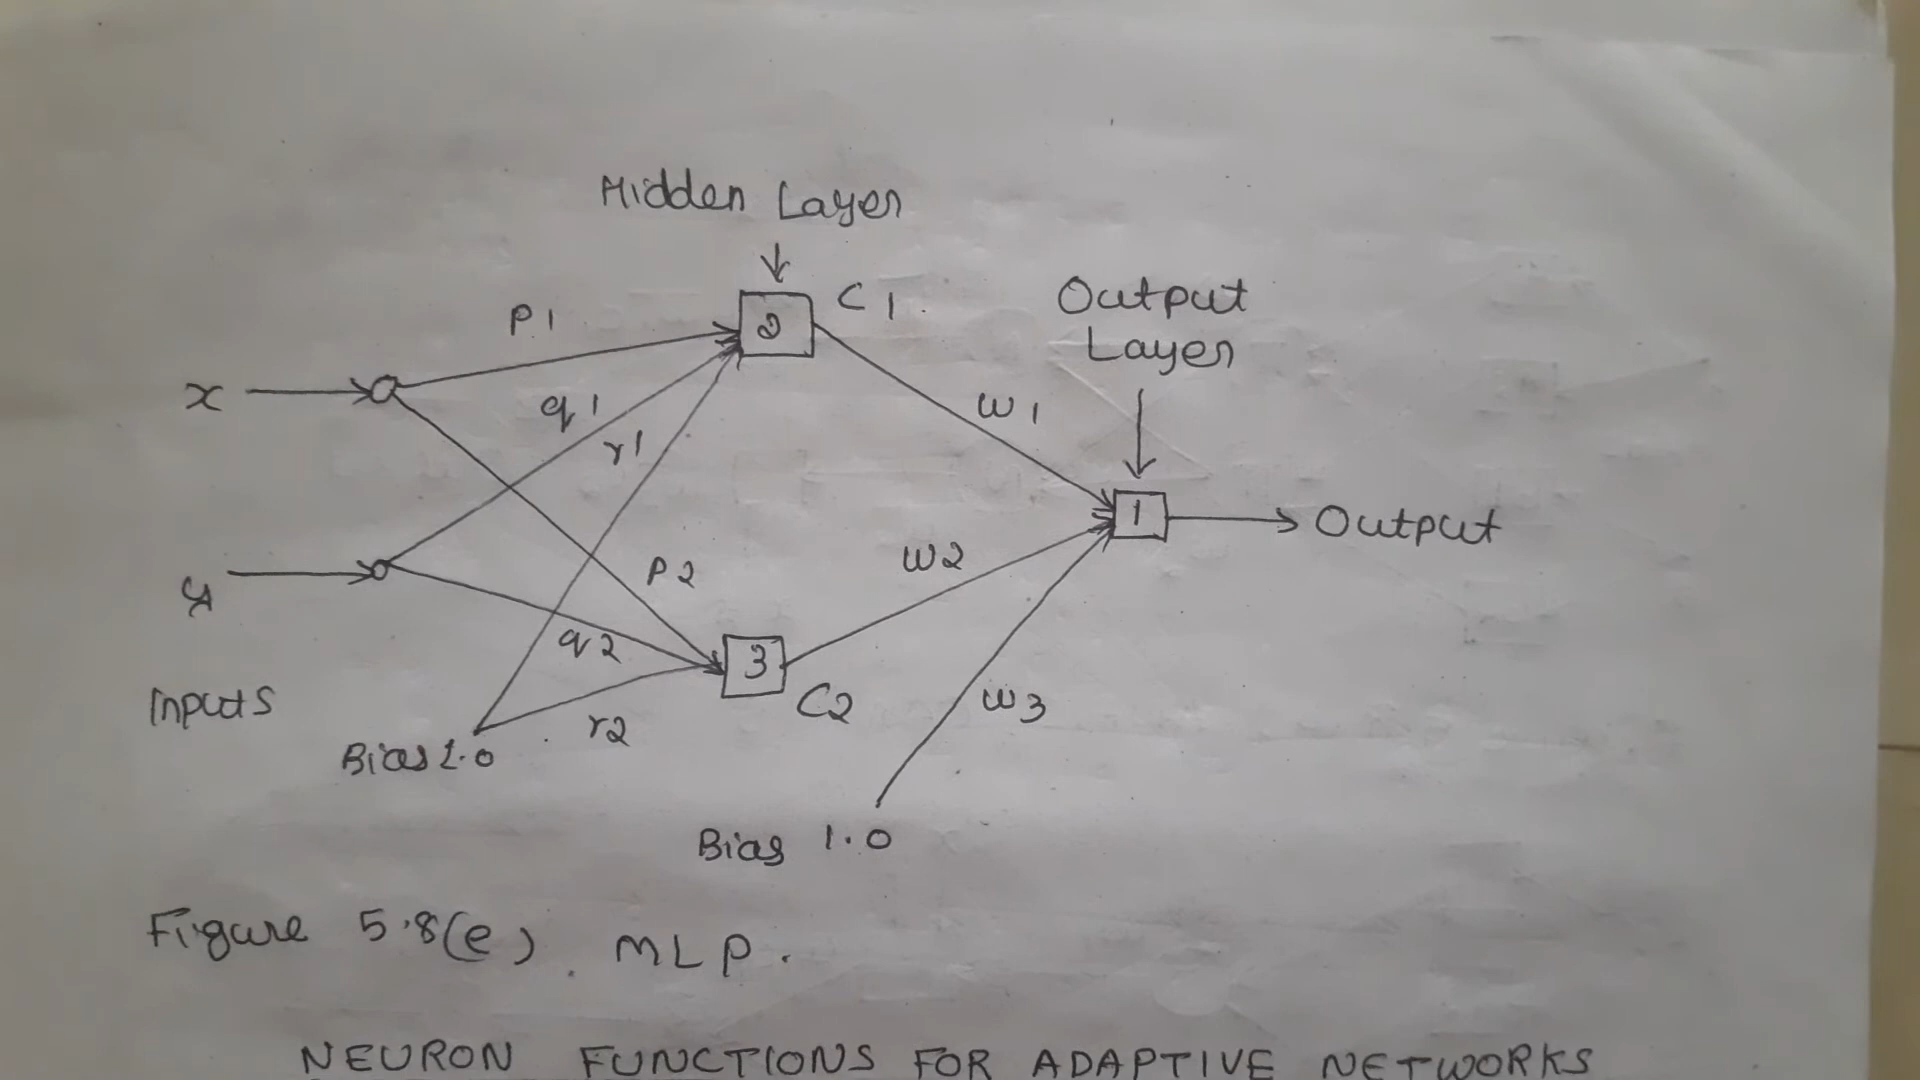 Hidden Layer
C1
Output
Layer
P1
2
x
q1
w1
r1
1
Output
w2
P2
y
q2
3
Inputs
C2
w3
r2
Bias 1.0
Bias 1.0
Figure 5.8(e). MLP.
NEURON FUNCTIONS FOR ADAPTIVE NETWORKS